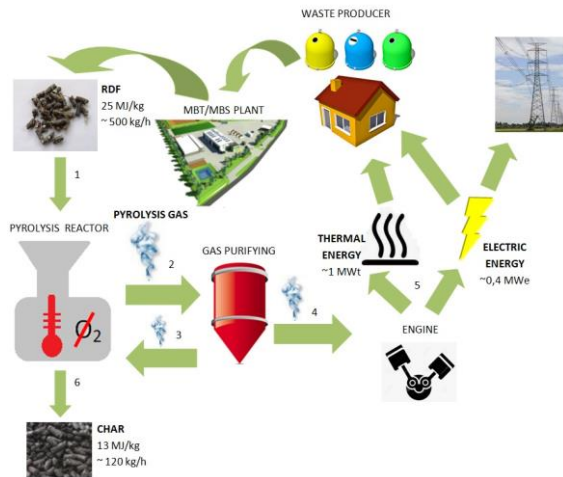 WASTE PRODUCER
RDF
25 MJ/kg
~ 500 kg/h
MBT/MBS PLANT
1
PYROLYSIS REACTOR
PYROLYSIS GAS
2
GAS PURIFYING
THERMAL
ENERGY
~1 MWt
ELECTRIC
ENERGY
~0,4 MWe
5
3
4
O2
ENGINE
6
CHAR
13 MJ/kg
~ 120 kg/h